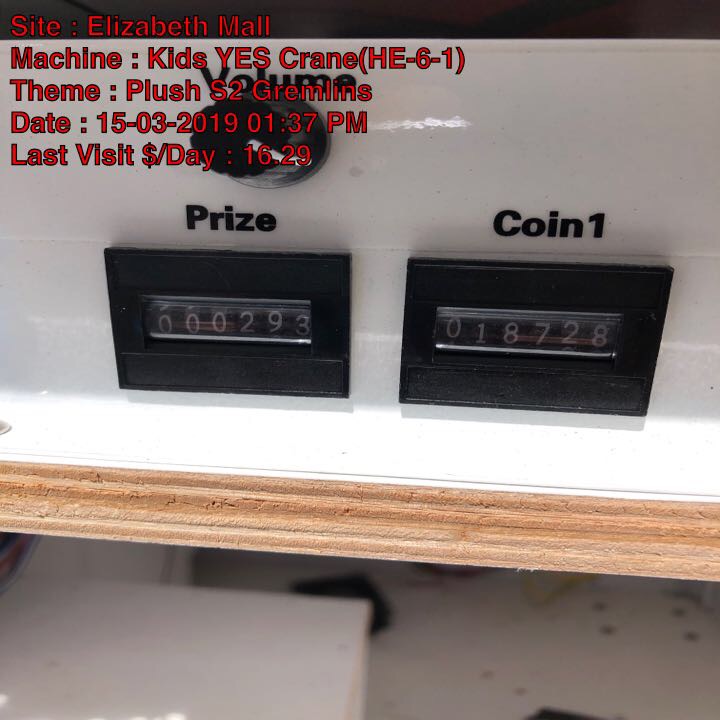 Site : Elizabeth Mall
Machine : Kids YES Crane(HE-6-1)
Volume
Theme : Plush S2 Gremlins
Date : 15-03-2019 01:37 PM
Last Visit $/Day : 16.29
Prize
Coin1
000293
018728